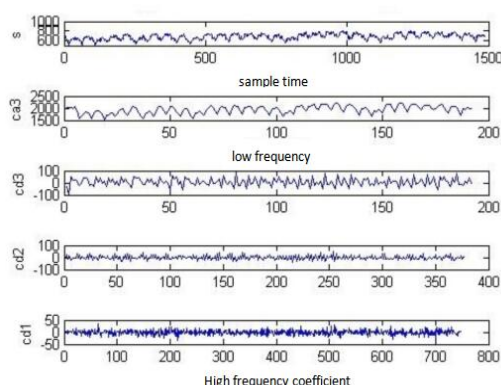 s
1000
800
600
0 500 1000 1500
sample time
ca3
2500
2000
1500
0 50 100 150 200
low frequency
cd3
100
0
-100
0 50 100 150 200
cd2
100
0
-100
0 50 100 150 200 250 300 350 400
cd1
50
0
-50
0 100 200 300 400 500 600 700 800
High frequency coefficient